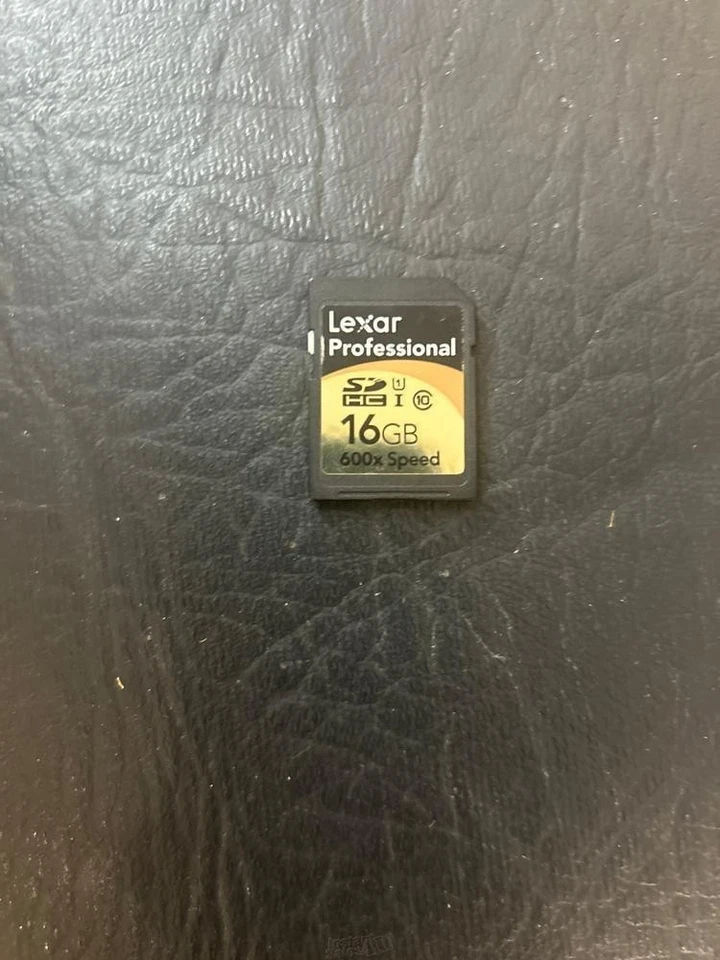 Lexar
Professional
SD 1
HC I 10
16GB
600x Speed